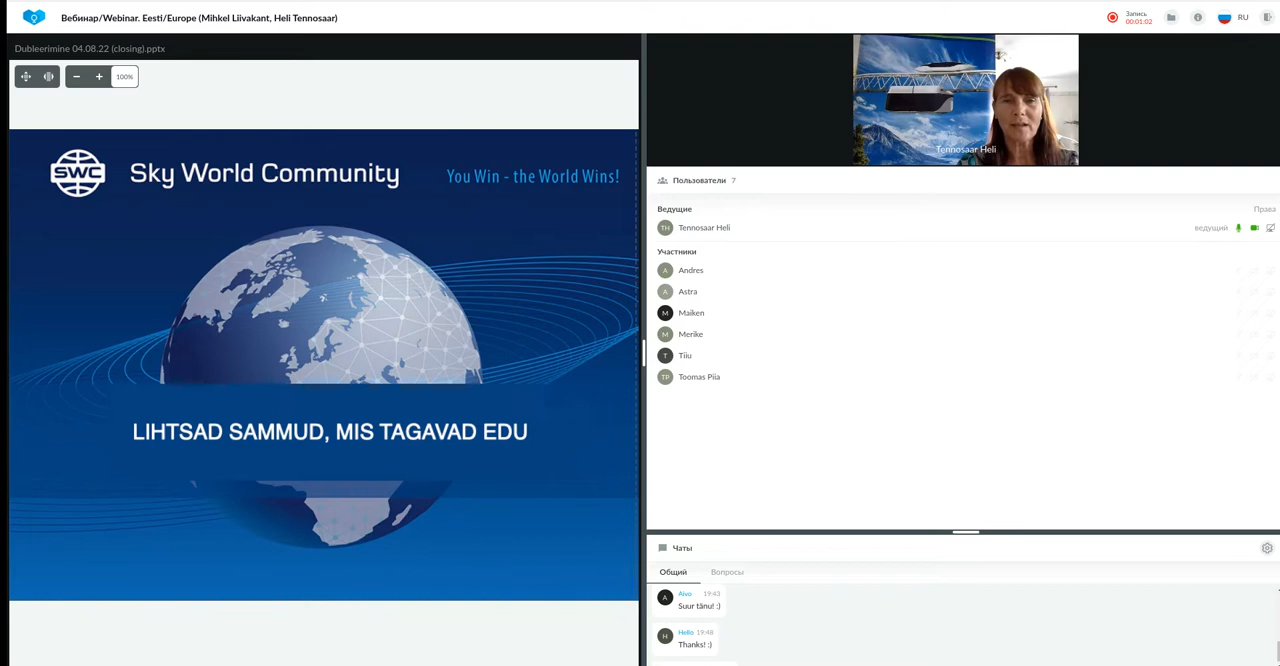 Вебинар/Webinar. Eesti/Europe (Mihkel Liivakant, Heli Tennosaar)
Запись
00:01:02
RU
Dubleerimine 04.08.22 (closing).pptx
100%
SWC
Sky World Community
You Win - the World Wins!
LIHTSAD SAMMUD, MIS TAGAVAD EDU
Tennosaar Heli
Пользователи 7
Ведущие
Права
TH Tennosaar Heli
ведущий
Участники
A Andres
A Astra
M Maiken
M Merike
T Tiiu
TP Toomas Piia
Чаты
Общий
Вопросы
A Aivo 19:43
Suur tänu! :)
H Hello 19:48
Thanks! :)